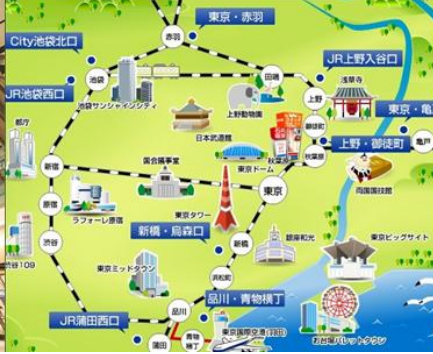 東京・赤羽
赤羽
City池袋北口
JR上野入谷口
池袋
田端
浅草寺
JR池袋西口
池袋サンシャインシティ
上野動物園
上野
東京・亀
都庁
日本武道館
御徒町
上野・御徒町
亀戸
新宿
国会議事堂
東京ドーム
秋葉原
原宿
東京
両国国技館
ラフォーレ原宿
東京タワー
新橋・烏森口
銀座和光
東京ビッグサイト
渋谷
新橋
渋谷109
東京ミッドタウン
浜松町
品川・青物横丁
品川
JR蒲田西口
東京国際空港(羽田)
お台場パレットタウン
蒲田
青物
横丁